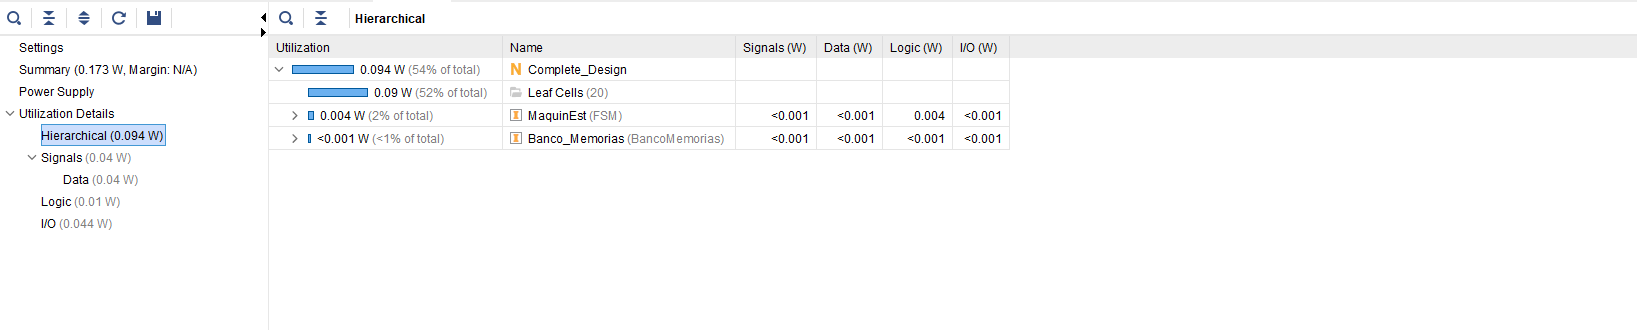 Hierarchical
Settings
Summary (0.173 W, Margin: N/A)
Power Supply
Utilization Details
Hierarchical (0.094 W)
Signals (0.04 W)
Data (0.04 W)
Logic (0.01 W)
I/O (0.044 W)
Utilization Name Signals (W) Data (W) Logic (W) I/O (W)
0.094 W (54% of total) N Complete_Design
0.09 W (52% of total) Leaf Cells (20)
0.004 W (2% of total) I MaquinEst (FSM) <0.001 <0.001 0.004 <0.001
<0.001 W (<1% of total) I Banco_Memorias (BancoMemorias) <0.001 <0.001 <0.001 <0.001